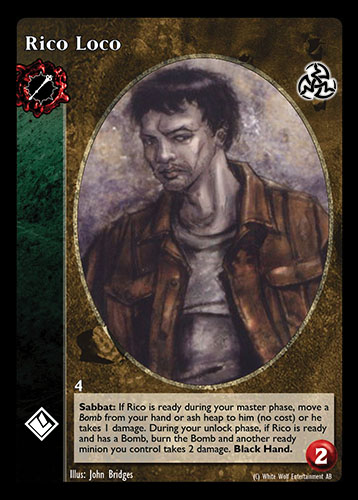 Rico Loco
4
Sabbat: If Rico is ready during your master phase, move a
Bomb from your hand or ash heap to him (no cost) or he
takes 1 damage. During your unlock phase, if Rico is ready
and has a Bomb, burn the Bomb and another ready
minion you control takes 2 damage. Black Hand.
2
Illus: John Bridges
(C) White Wolf Entertainment AB